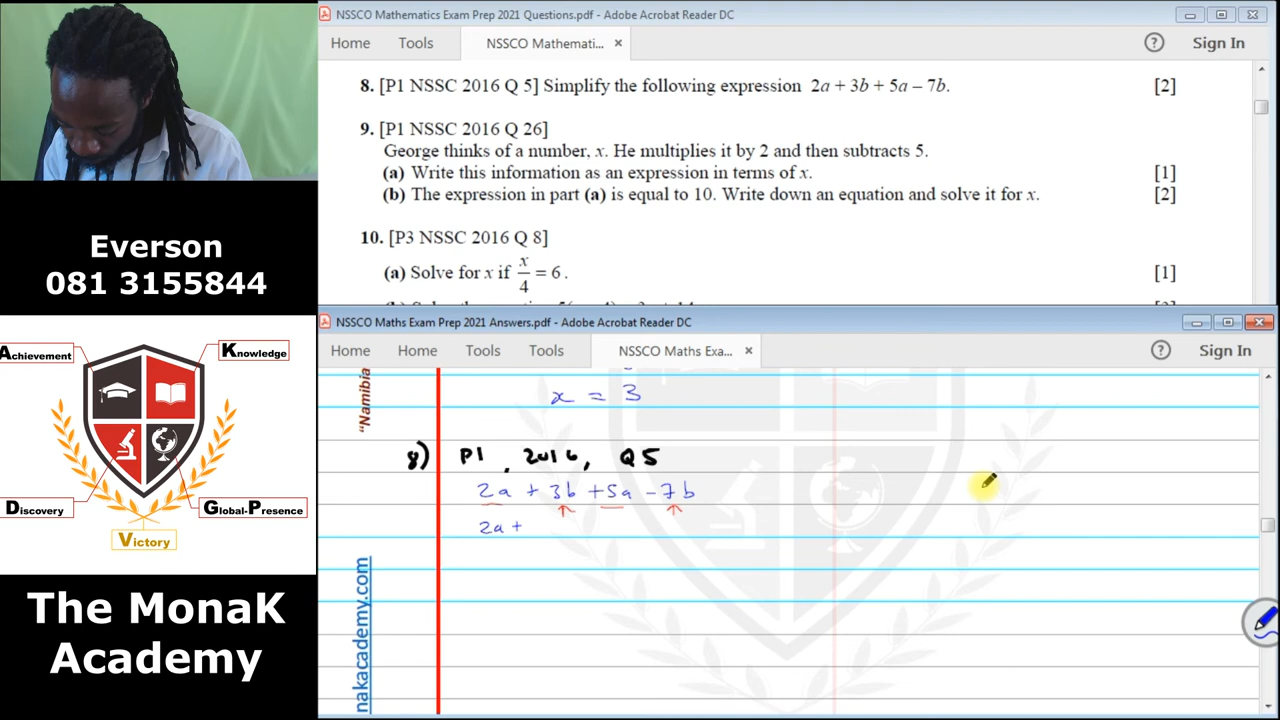 NSSCO Mathematics Exam Prep 2021 Questions.pdf - Adobe Acrobat Reader DC
Home Tools NSSCO Mathemati... × ? Sign In
8. [P1 NSSC 2016 Q 5] Simplify the following expression 2a + 3b + 5a – 7b. [2]
9. [P1 NSSC 2016 Q 26]
George thinks of a number, x. He multiplies it by 2 and then subtracts 5.
(a) Write this information as an expression in terms of x. [1]
(b) The expression in part (a) is equal to 10. Write down an equation and solve it for x. [2]
10. [P3 NSSC 2016 Q 8]
(a) Solve for x if x/4 = 6. [1]
Everson
081 3155844
Achievement
Knowledge
Discovery
Global-Presence
Victory
The MonaK
Academy
NSSCO Maths Exam Prep 2021 Answers.pdf - Adobe Acrobat Reader DC
Home Home Tools Tools NSSCO Maths Exa... × ? Sign In
"Namibia
x = 3
8) P1, 2016, Q5
2a + 3b + 5a - 7b
2a +
nakacademy.com